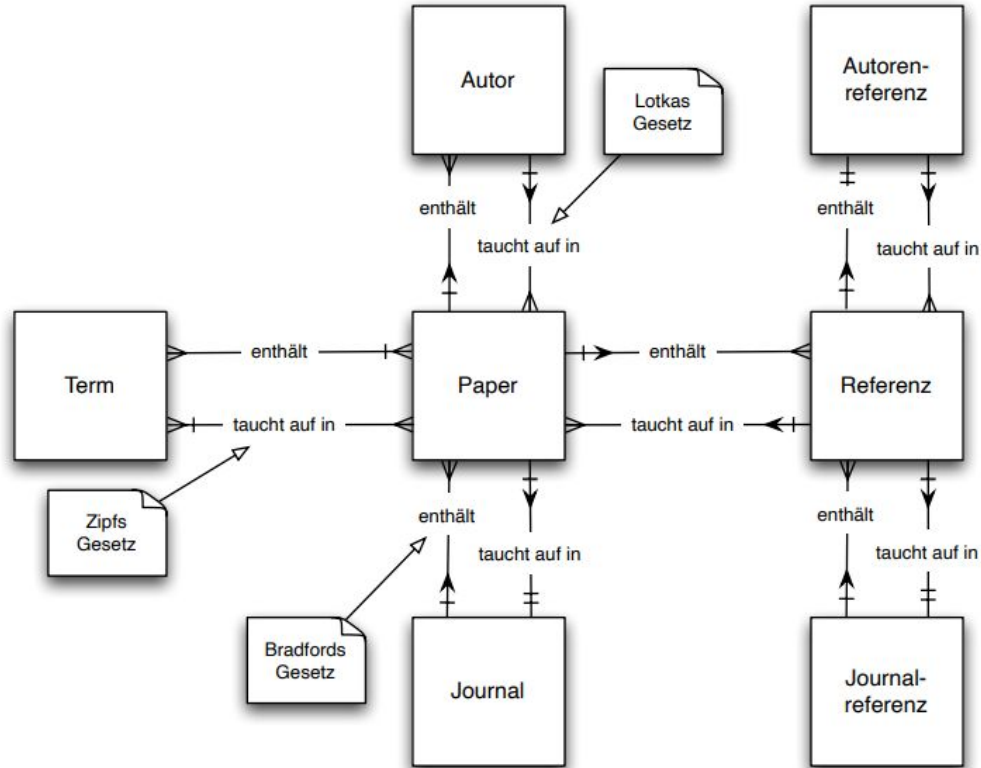 Autor
Lotkas
Gesetz
Autoren-
referenz
enthält
taucht auf in
enthält
taucht auf in
Term
enthält
taucht auf in
Paper
enthält
taucht auf in
Referenz
Zipfs
Gesetz
enthält
taucht auf in
enthält
taucht auf in
Bradfords
Gesetz
Journal
Journal-
referenz